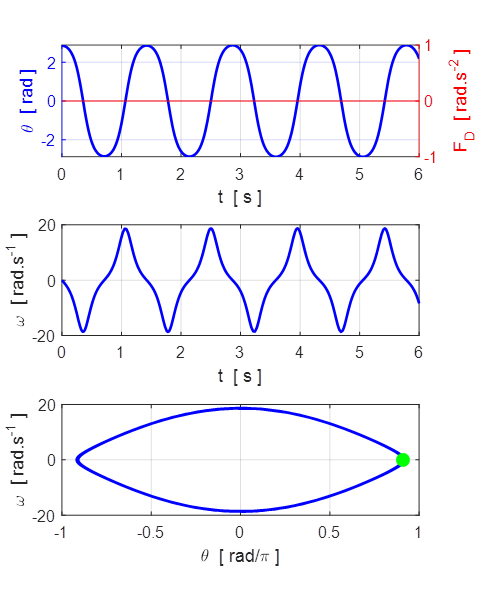 2
0
-2
θ [ rad ]
1
0
-1
F_D [ rad.s^-2 ]
0 1 2 3 4 5 6
t [ s ]
20
0
-20
ω [ rad.s^-1 ]
0 1 2 3 4 5 6
t [ s ]
20
0
-20
ω [ rad.s^-1 ]
-1 -0.5 0 0.5 1
θ [ rad/π ]